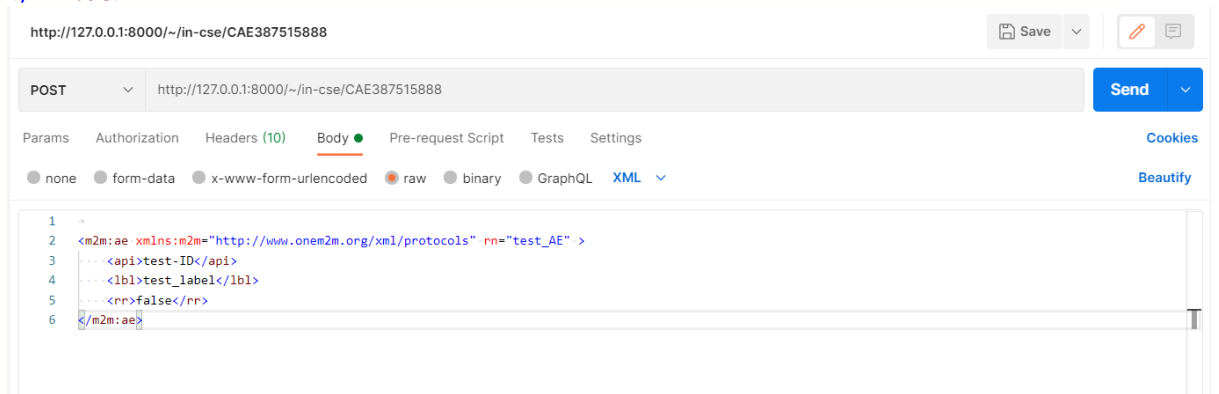 http://127.0.0.1:8000/~/in-cse/CAE387515888
Save
POST http://127.0.0.1:8000/~/in-cse/CAE387515888 Send
Params Authorization Headers (10) Body Pre-request Script Tests Settings Cookies
none form-data x-www-form-urlencoded raw binary GraphQL XML Beautify
1
2 <m2m:ae xmlns:m2m="http://www.onem2m.org/xml/protocols" rn="test_AE" >
3 <api>test-ID</api>
4 <lbl>test_label</lbl>
5 <rr>false</rr>
6 </m2m:ae>